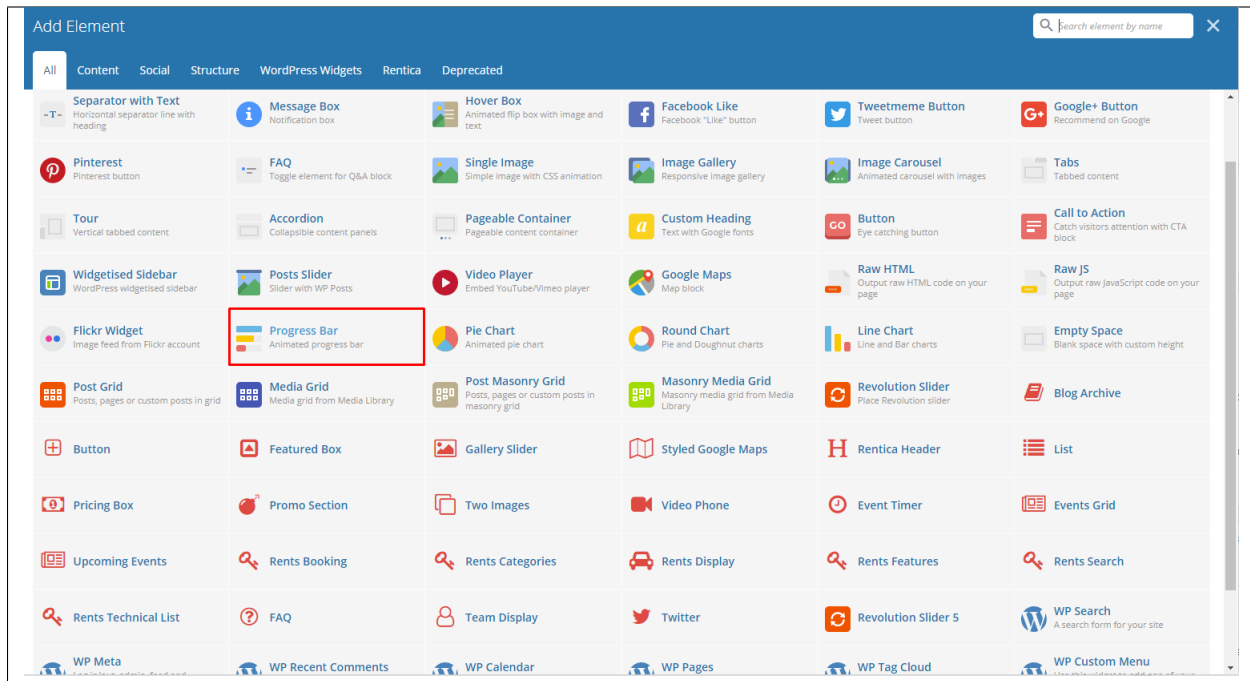 Add Element
Search element by name
All Content Social Structure WordPress Widgets Rentica Deprecated
Separator with Text
Horizontal separator line with
heading
Message Box
Notification box
Hover Box
Animated flip box with image and
text
Facebook Like
Facebook "Like" button
Tweetmeme Button
Tweet button
Google+ Button
Recommend on Google
Pinterest
Pinterest button
FAQ
Toggle element for Q&A block
Single Image
Simple image with CSS animation
Image Gallery
Responsive image gallery
Image Carousel
Animated carousel with images
Tabs
Tabbed content
Tour
Vertical tabbed content
Accordion
Collapsible content panels
Pageable Container
Pageable content container
Custom Heading
Text with Google fonts
GO
Button
Eye catching button
Call to Action
Catch visitors attention with CTA
block
Widgetised Sidebar
WordPress widgetised sidebar
Posts Slider
Slider with WP Posts
Video Player
Embed YouTube/Vimeo player
Google Maps
Map block
Raw HTML
Output raw HTML code on your
page
Raw JS
Output raw JavaScript code on your
page
Flickr Widget
Image feed from Flickr account
Progress Bar
Animated progress bar
Pie Chart
Animated pie chart
Round Chart
Pie and Doughnut charts
Line Chart
Line and Bar charts
Empty Space
Blank space with custom height
Post Grid
Posts, pages or custom posts in grid
Media Grid
Media grid from Media Library
Post Masonry Grid
Posts, pages or custom posts in
masonry grid
Masonry Media Grid
Masonry media grid from Media
Library
Revolution Slider
Place Revolution slider
Blog Archive
Button
Featured Box
Gallery Slider
Styled Google Maps
H Rentica Header
List
Pricing Box
Promo Section
Two Images
Video Phone
Event Timer
Events Grid
Upcoming Events
Rents Booking
Rents Categories
Rents Display
Rents Features
Rents Search
Rents Technical List
FAQ
Team Display
Twitter
Revolution Slider 5
WP Search
A search form for your site
WP Meta
WP Recent Comments
WP Calendar
WP Pages
WP Tag Cloud
WP Custom Menu